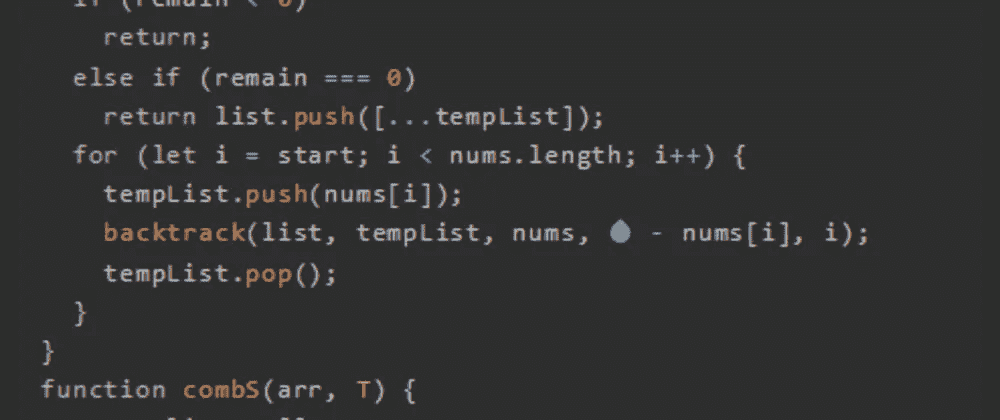 if (remain < 0)
return;
else if (remain === 0)
return list.push([...tempList]);
for (let i = start; i < nums.length; i++) {
tempList.push(nums[i]);
backtrack(list, tempList, nums, - nums[i], i);
tempList.pop();
}
}
function combS(arr, T) {